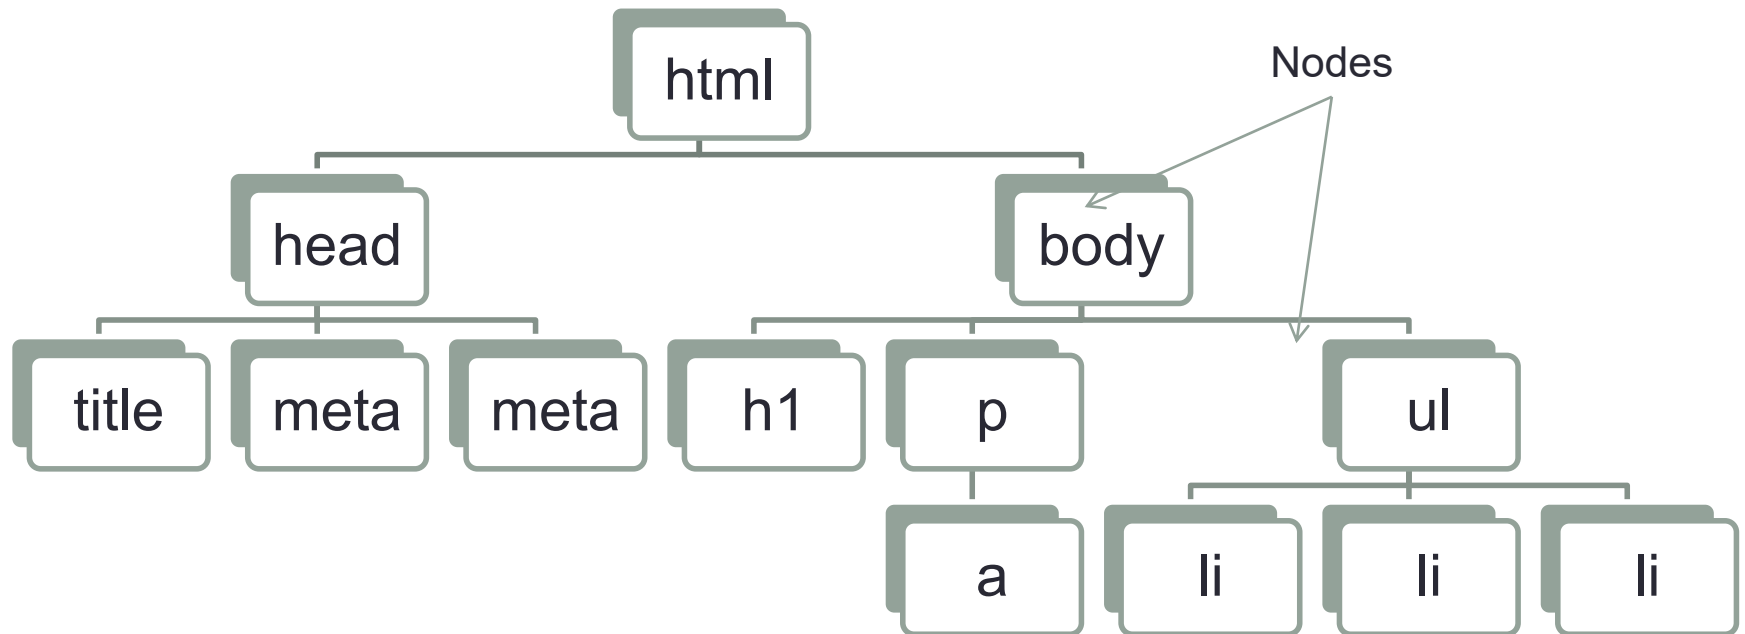 html
Nodes
head
body
title
meta
meta
h1
p
ul
a
li
li
li